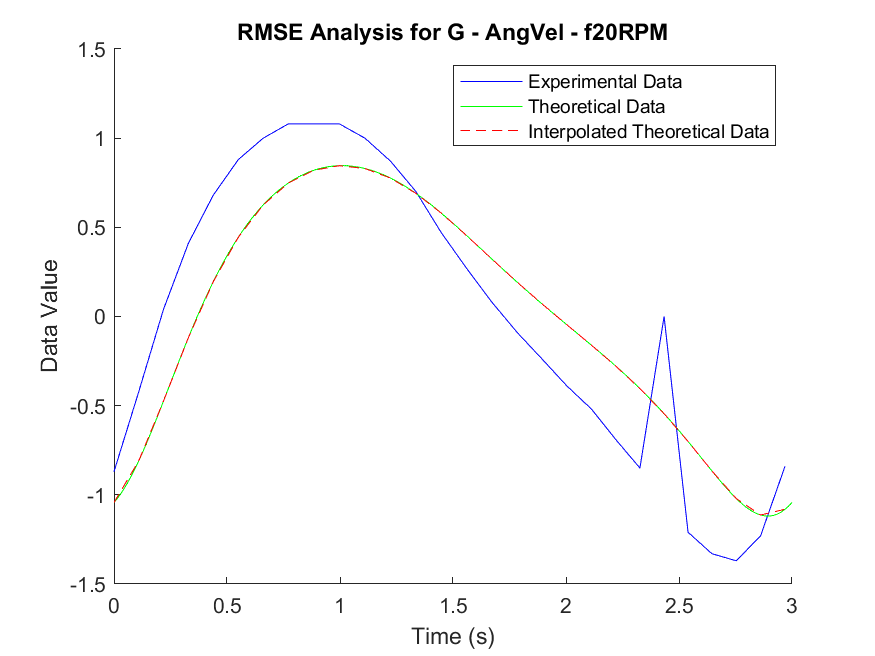 RMSE Analysis for G - AngVel - f20RPM
1.5
1
0.5
0
-0.5
-1
-1.5
Data Value
Experimental Data
Theoretical Data
Interpolated Theoretical Data
0 0.5 1 1.5 2 2.5 3
Time (s)